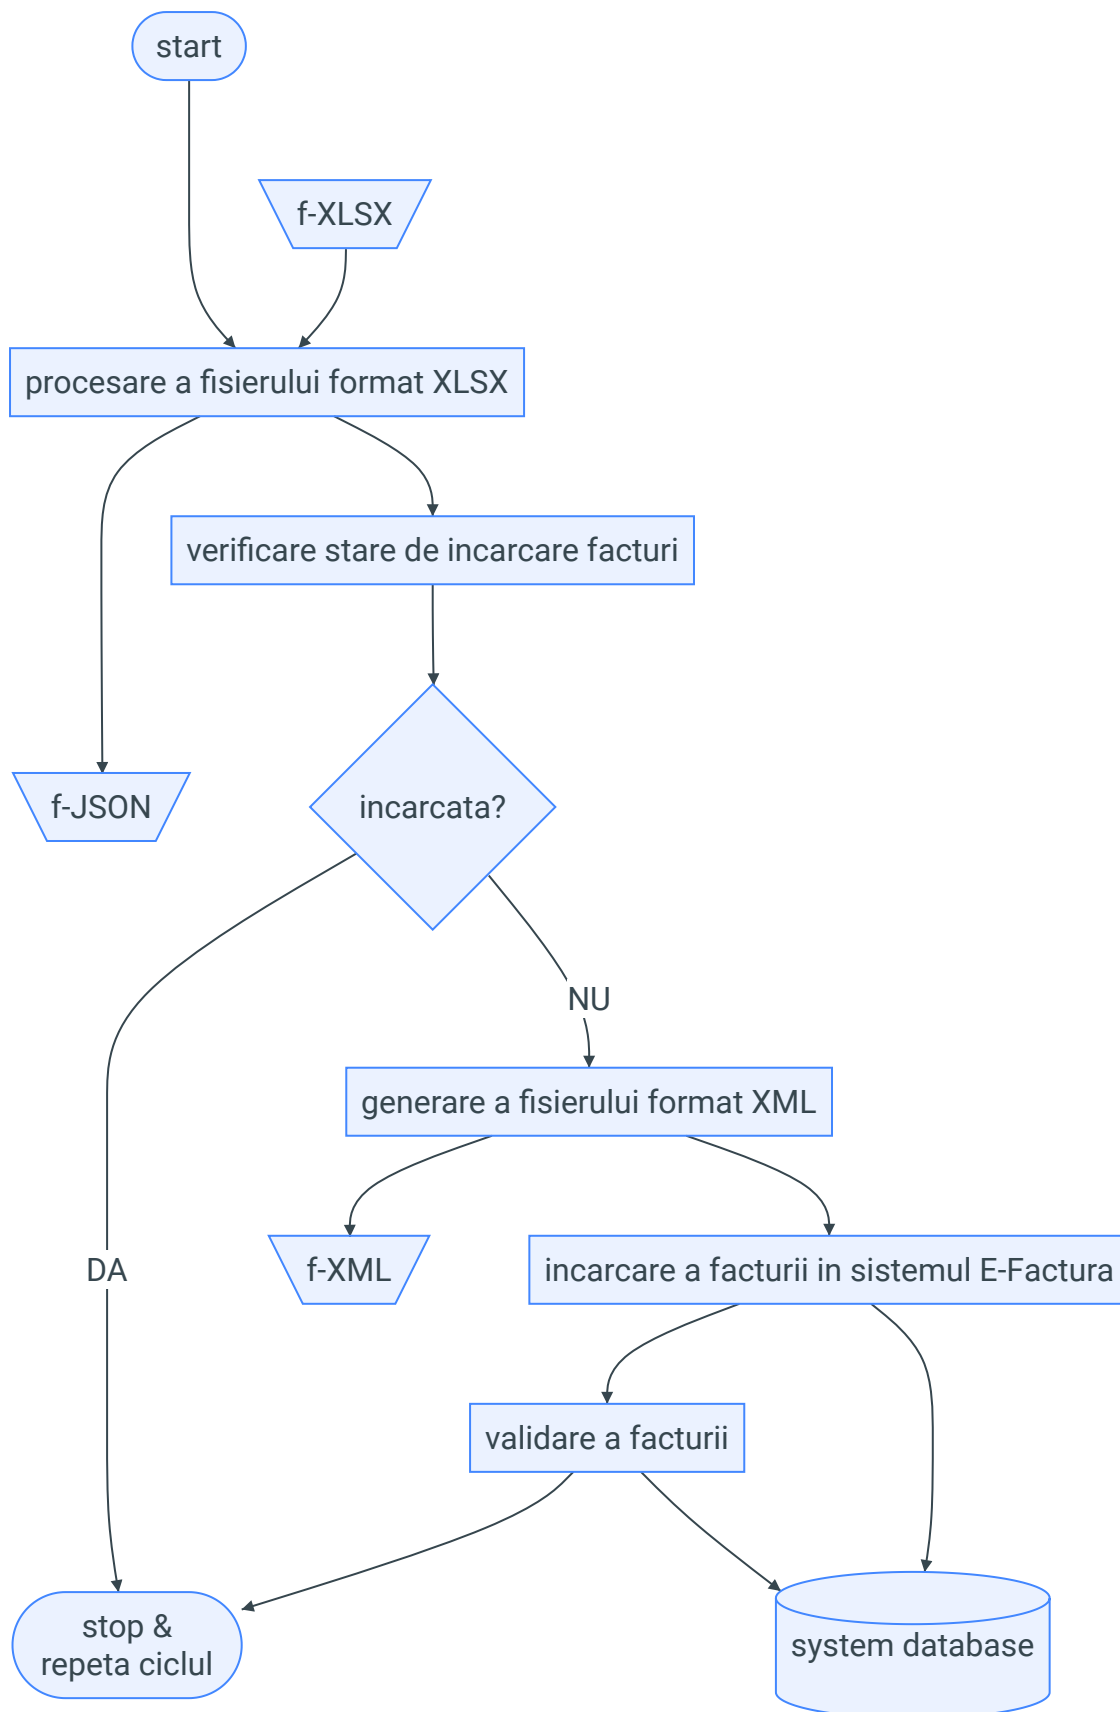 start
f-XLSX
procesare a fisierului format XLSX
verificare stare de incarcare facturi
f-JSON
incarcata?
NU
generare a fisierului format XML
DA
f-XML
incarcare a facturii in sistemul E-Factura
validare a facturii
stop &
repeta ciclul
system database